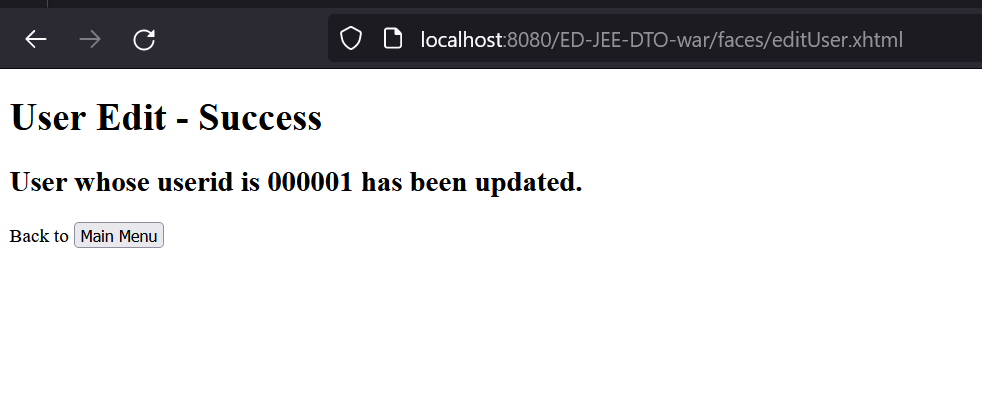 localhost:8080/ED-JEE-DTO-war/faces/editUser.xhtml
User Edit - Success
User whose userid is 000001 has been updated.
Back to Main Menu